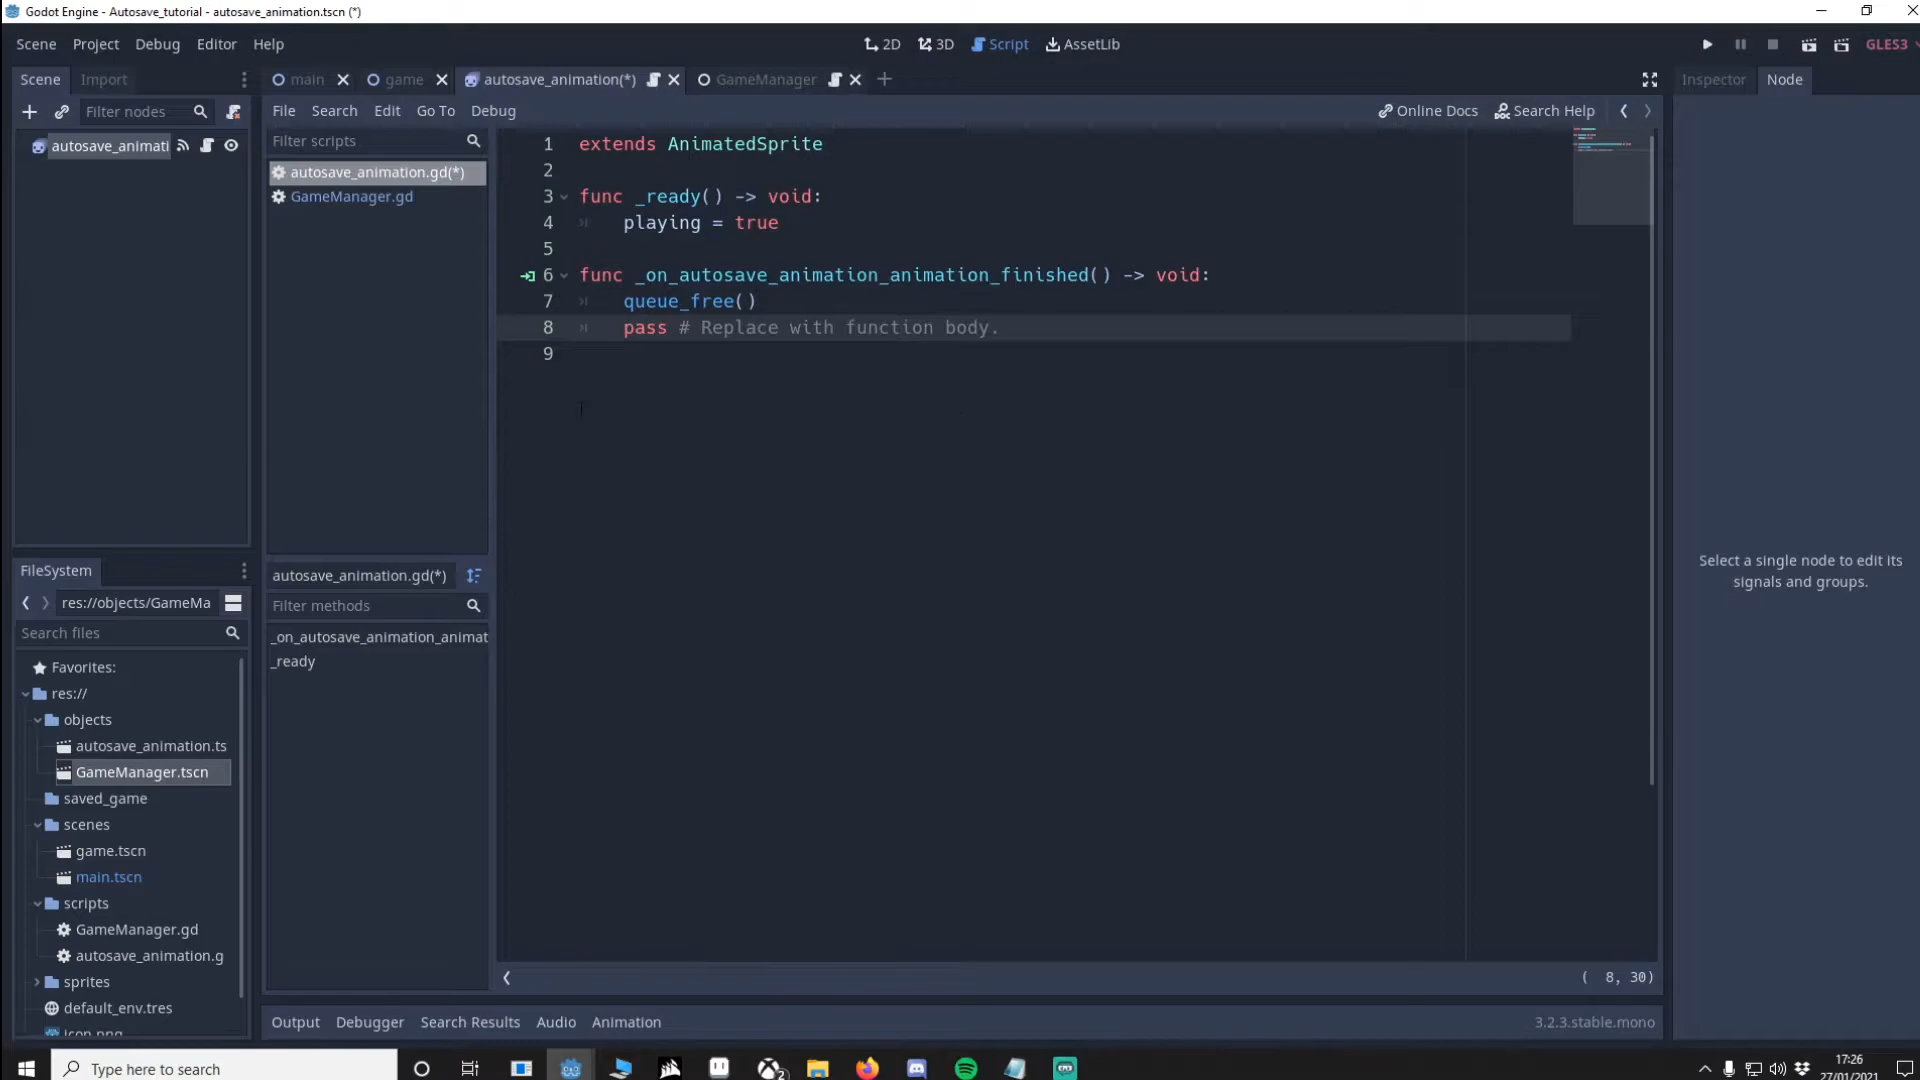 Godot Engine - Autosave_tutorial - autosave_animation.tscn (*)
Scene Project Debug Editor Help
2D 3D Script AssetLib
GLES3
Scene Import
main game autosave_animation(*) GameManager
Inspector Node
Filter nodes
File Search Edit Go To Debug
Online Docs Search Help
autosave_animati
Filter scripts
autosave_animation.gd(*)
GameManager.gd
1 extends AnimatedSprite
2
3 func _ready() -> void:
4 playing = true
5
6 func _on_autosave_animation_animation_finished() -> void:
7 queue_free()
8 pass # Replace with function body.
9
autosave_animation.gd(*)
Filter methods
_on_autosave_animation_animat
_ready
( 8, 30)
Select a single node to edit its
signals and groups.
FileSystem
res://objects/GameMa
Search files
Favorites:
res://
objects
autosave_animation.ts
GameManager.tscn
saved_game
scenes
game.tscn
main.tscn
scripts
GameManager.gd
autosave_animation.g
sprites
default_env.tres
icon.png
Output Debugger Search Results Audio Animation
3.2.3.stable.mono
Type here to search
2
17:26
27/01/2021